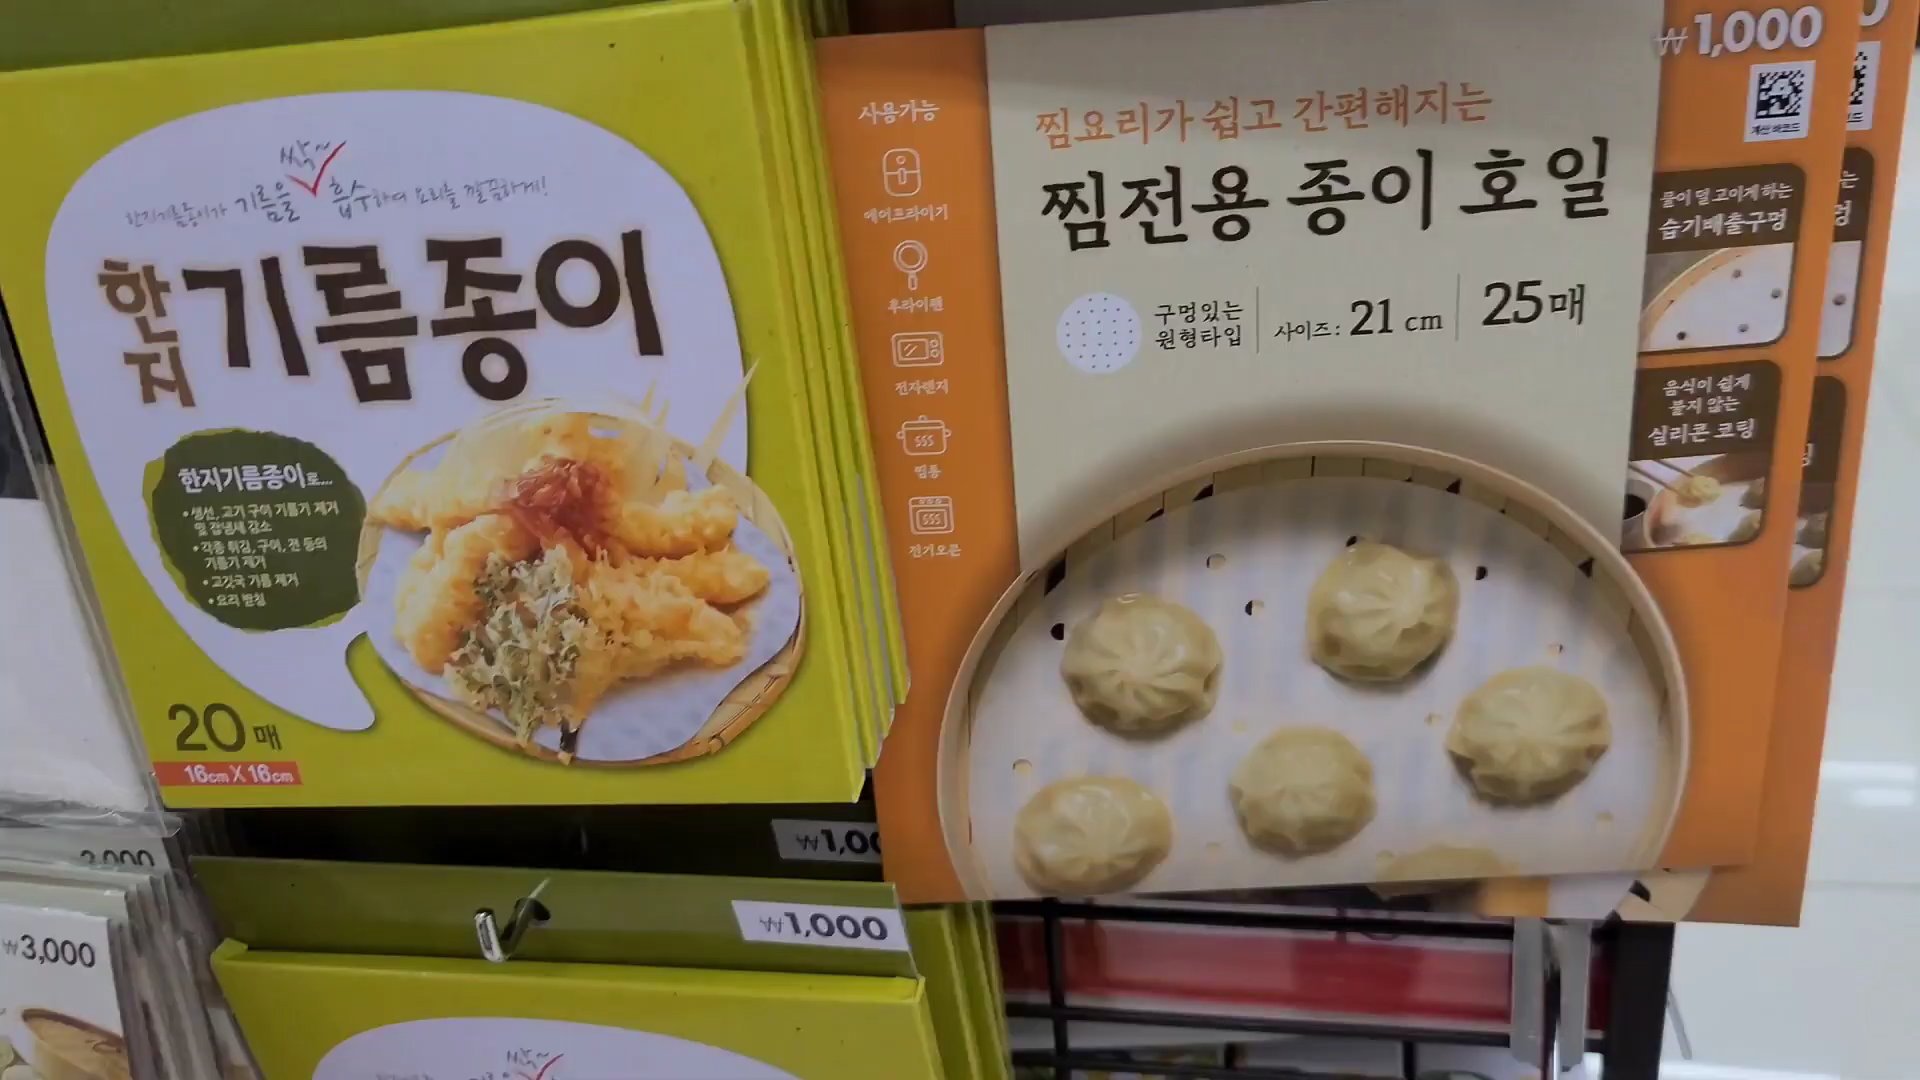 싹~
한지기름종이가 기름을 흡수하여 요리를 깔끔하게!
한지 기름종이
한지기름종이로...
• 생선, 고기 구이 기름기 제거
및 잡냄새 감소
• 각종 튀김, 구이, 전 등의
기름기 제거
• 고깃국 기름 제거
• 요리 받침
20매
16cm X 16cm
₩1,000
2,000
₩3,000
사용가능
에어프라이기
후라이팬
전자렌지
찜통
전기오븐
찜요리가 쉽고 간편해지는
찜전용 종이 호일
구멍있는
원형타입
사이즈: 21 cm
25매
₩1,000
계산 바코드
물이 덜 고이게 하는
습기배출구멍
음식이 쉽게
붙지 않는
실리콘 코팅
싹~